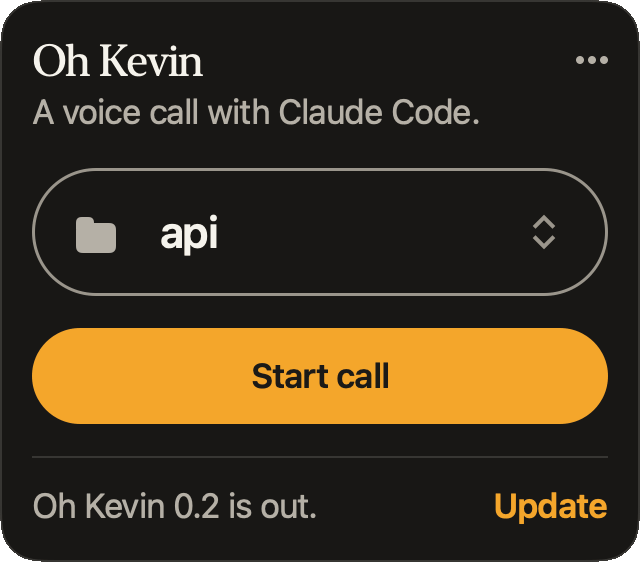 Oh Kevin
A voice call with Claude Code.
api
Start call
Oh Kevin 0.2 is out.
Update